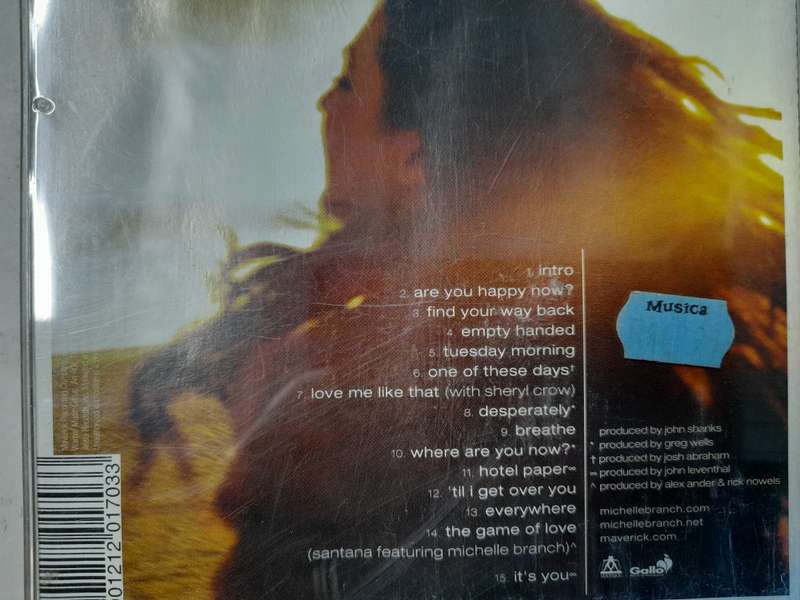 1. intro
2. are you happy now?
3. find your way back
4. empty handed
5. tuesday morning
6. one of these days†
7. love me like that (with sheryl crow)
8. desperately*
9. breathe
10. where are you now?*
11. hotel paper∞
12. 'til i get over you
13. everywhere
14. the game of love
(santana featuring michelle branch)^
15. it's you∞
Musica
produced by john shanks
* produced by greg wells
† produced by josh abraham
∞ produced by john leventhal
^ produced by alex ander & rick nowels
michellebranch.com
michellebranch.net
maverick.com
Gallo
01212 017033